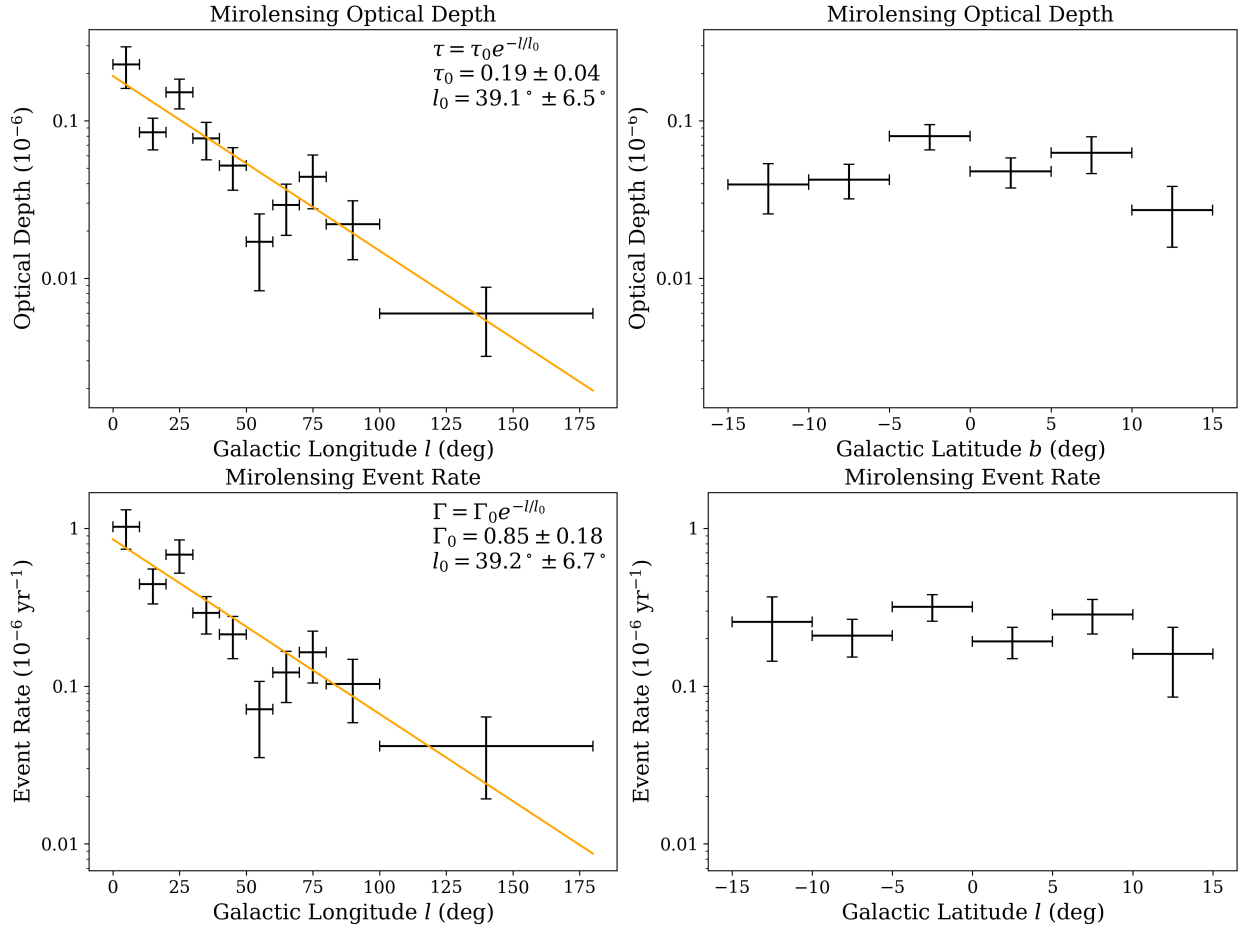 Mirolensing Optical Depth
τ = τ₀e^{−l/l₀}
τ₀ = 0.19 ± 0.04
l₀ = 39.1° ± 6.5°
Optical Depth (10⁻⁶)
0.1
0.01
0 25 50 75 100 125 150 175
Galactic Longitude l (deg)
Mirolensing Optical Depth
Optical Depth (10⁻⁶)
0.1
0.01
−15 −10 −5 0 5 10 15
Galactic Latitude b (deg)
Mirolensing Event Rate
Γ = Γ₀e^{−l/l₀}
Γ₀ = 0.85 ± 0.18
l₀ = 39.2° ± 6.7°
Event Rate (10⁻⁶ yr⁻¹)
1
0.1
0.01
0 25 50 75 100 125 150 175
Galactic Longitude l (deg)
Mirolensing Event Rate
Event Rate (10⁻⁶ yr⁻¹)
1
0.1
0.01
−15 −10 −5 0 5 10 15
Galactic Latitude l (deg)